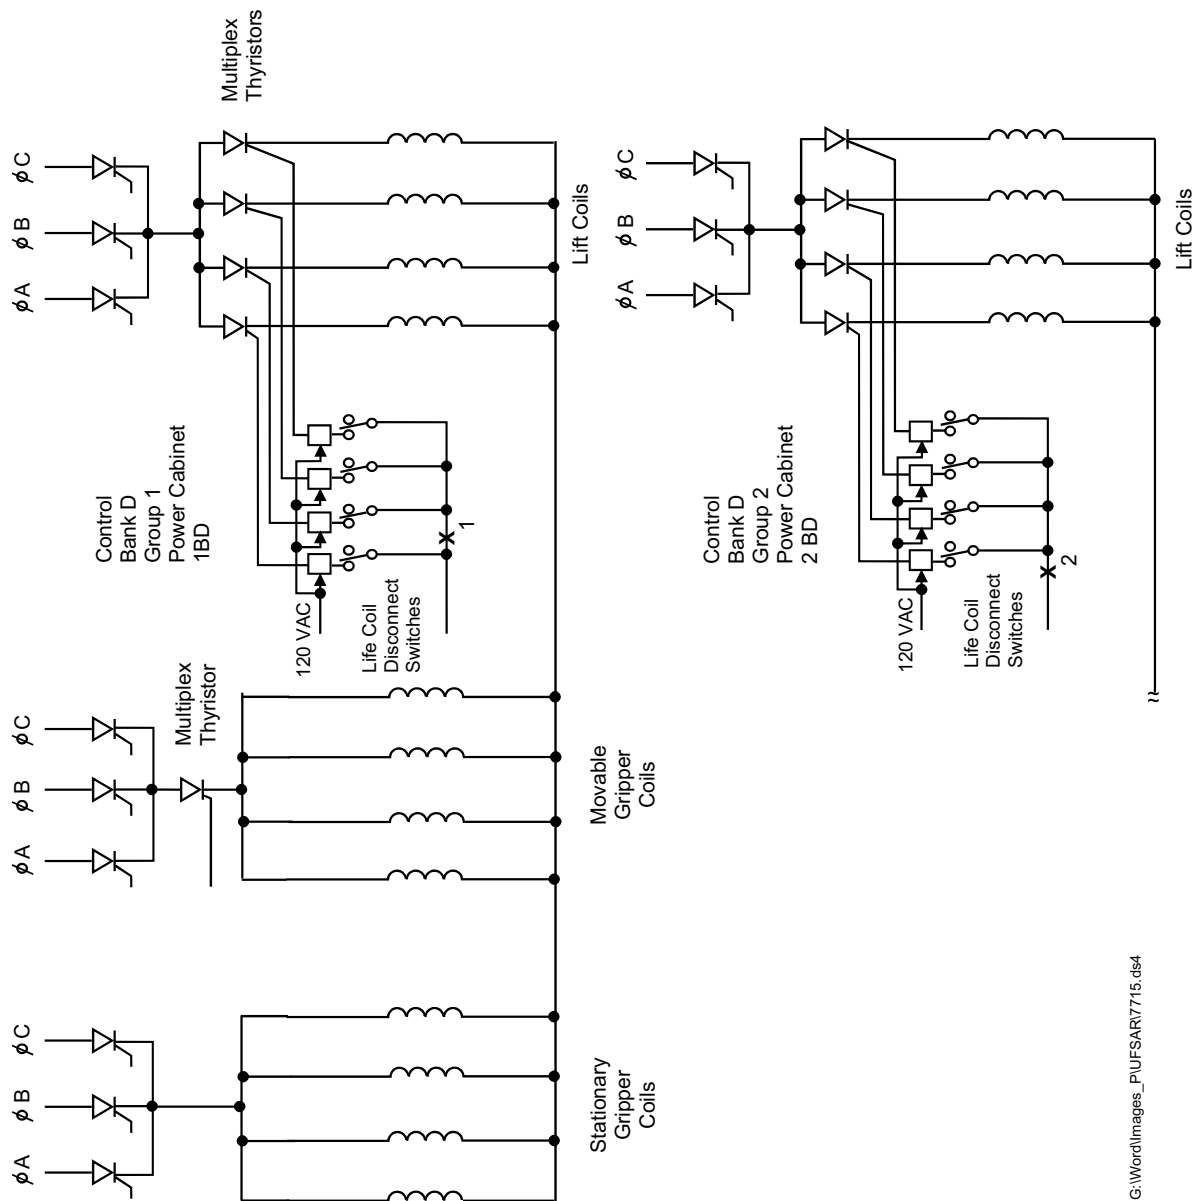 ϕA
ϕB
ϕC
Stationary
Gripper
Coils
ϕA
ϕB
ϕC
Multiplex
Thyristor
Movable
Gripper
Coils
ϕA
ϕB
ϕC
Multiplex
Thyristors
Control
Bank D
Group 1
Power Cabinet
1BD
120 VAC
Life Coil
Disconnect
Switches
1
Lift Coils
ϕA
ϕB
ϕC
Control
Bank D
Group 2
Power Cabinet
2 BD
120 VAC
Life Coil
Disconnect
Switches
2
Lift Coils
G:\Word\Images_P\UFSAR\7715.ds4